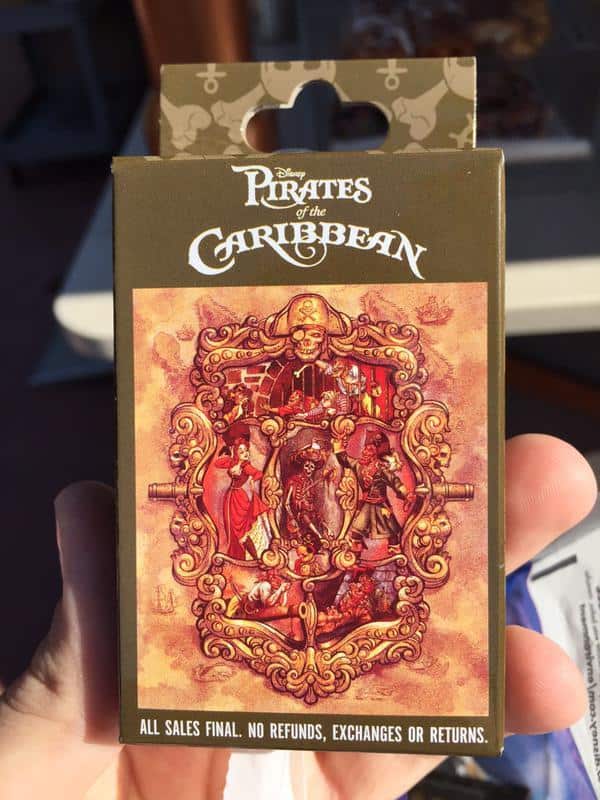 Disney
PIRATES
of the
CARIBBEAN
ALL SALES FINAL. NO REFUNDS, EXCHANGES OR RETURNS.